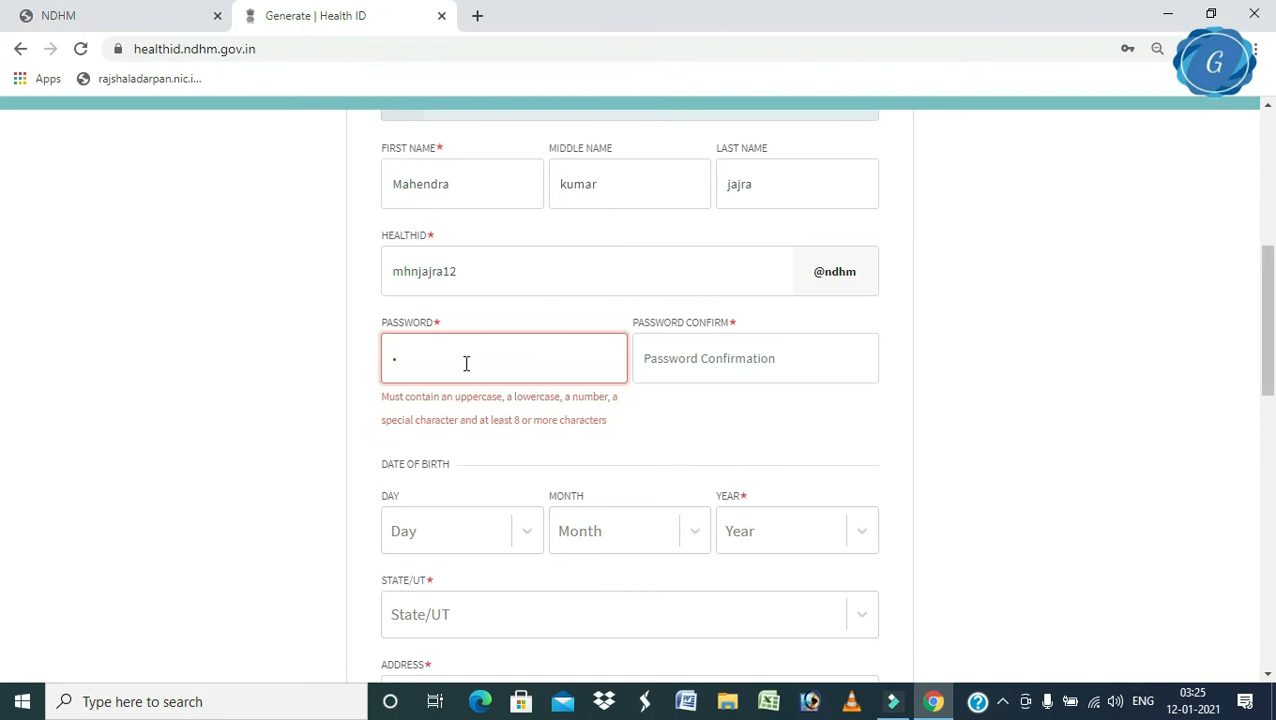 NDHM
Generate | Health ID
healthid.ndhm.gov.in
G
Apps
rajshaladarpan.nic.i...
FIRST NAME*
MIDDLE NAME
LAST NAME
Mahendra
kumar
jajra
HEALTHID*
mhnjajra12
@ndhm
PASSWORD*
PASSWORD CONFIRM*
•
Password Confirmation
Must contain an uppercase, a lowercase, a number, a
special character and at least 8 or more characters
DATE OF BIRTH
DAY
MONTH
YEAR*
Day
Month
Year
STATE/UT*
State/UT
ADDRESS*
Type here to search
ENG
03:25
12-01-2021